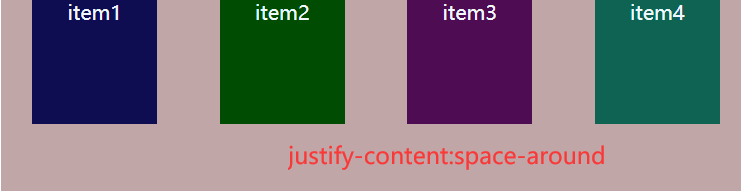 item1 item2 item3 item4
justify-content:space-around